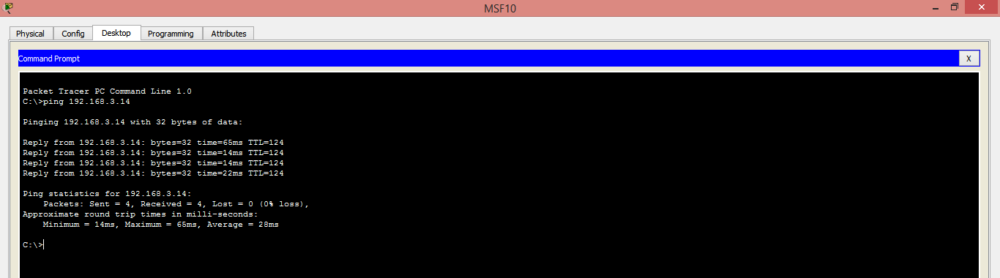 MSF10
Physical Config Desktop Programming Attributes
Command Prompt X
Packet Tracer PC Command Line 1.0
C:\>ping 192.168.3.14
Pinging 192.168.3.14 with 32 bytes of data:
Reply from 192.168.3.14: bytes=32 time=65ms TTL=124
Reply from 192.168.3.14: bytes=32 time=14ms TTL=124
Reply from 192.168.3.14: bytes=32 time=14ms TTL=124
Reply from 192.168.3.14: bytes=32 time=22ms TTL=124
Ping statistics for 192.168.3.14:
Packets: Sent = 4, Received = 4, Lost = 0 (0% loss),
Approximate round trip times in milli-seconds:
Minimum = 14ms, Maximum = 65ms, Average = 28ms
C:\>